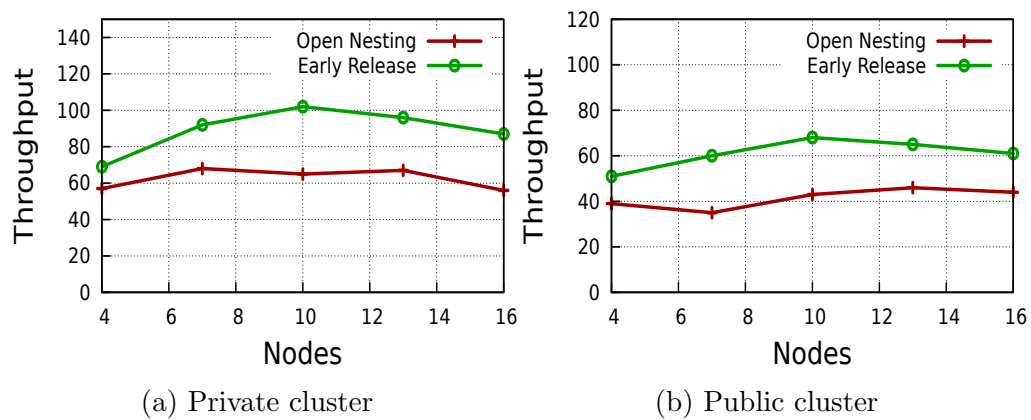 140
120
100
80
60
40
20
0
Throughput
Open Nesting
Early Release
4 6 8 10 12 14 16
Nodes
(a) Private cluster
120
100
80
60
40
20
0
Throughput
Open Nesting
Early Release
4 6 8 10 12 14 16
Nodes
(b) Public cluster